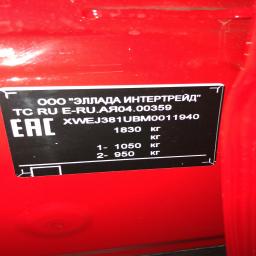 ООО "ЭЛЛАДА ИНТЕРТРЕЙД"
ТС RU Е-RU.АЯ04.00359
EAC XWEJ381UBM0011940
1830 кг
кг
1- 1050 кг
2- 950 кг